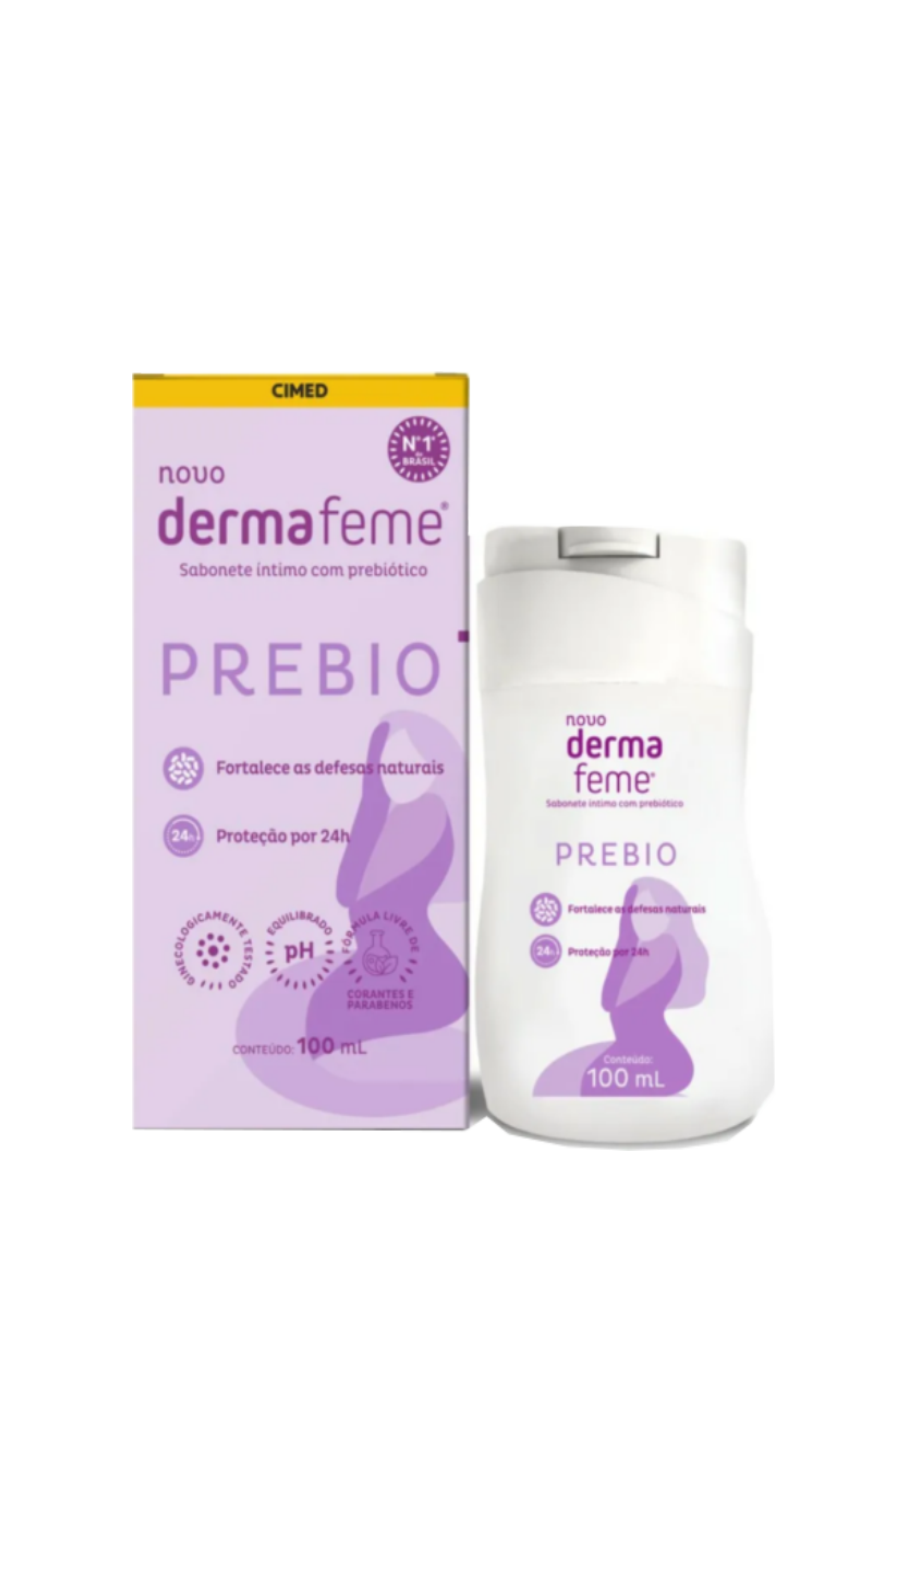 CIMED
Nº1
BRASIL
novo
dermafeme®
Sabonete íntimo com prebiótico
PREBIO
Fortalece as defesas naturais
24h
Proteção por 24h
GINECOLOGICAMENTE TESTADO
EQUILIBRADO
pH
FÓRMULA LIVRE DE
CORANTES E
PARABENOS
CONTEÚDO: 100 mL
novo
derma
feme®
Sabonete íntimo com prebiótico
PREBIO
Fortalece as defesas naturais
24h
Proteção por 24h
Conteúdo:
100 mL